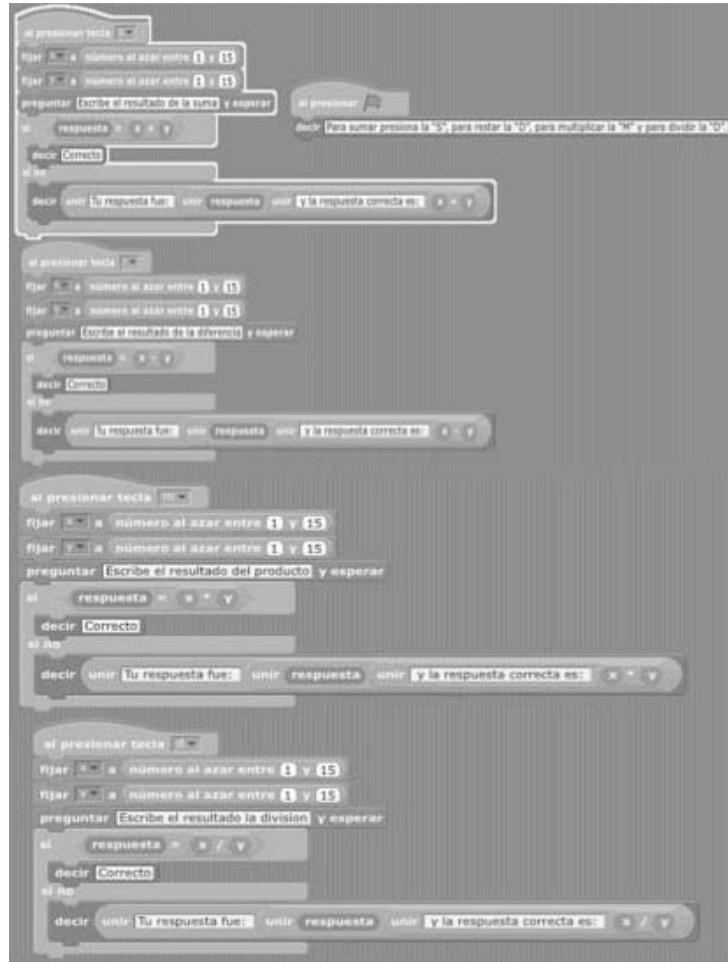 al presionar tecla s
fijar x a número al azar entre 1 y 15
fijar y a número al azar entre 1 y 15
preguntar Escribe el resultado de la suma y esperar
si respuesta = x + y
decir Correcto
si no
decir unir Tu respuesta fue: unir respuesta unir y la respuesta correcta es: x + y
al presionar
decir Para sumar presiona la "S", para restar la "D", para multiplicar la "M" y para dividir la "D"
al presionar tecla
fijar x a número al azar entre 1 y 15
fijar y a número al azar entre 1 y 15
preguntar Escribe el resultado de la diferencia y esperar
si respuesta = x - y
decir Correcto
si no
decir unir Tu respuesta fue: unir respuesta unir y la respuesta correcta es: x - y
al presionar tecla m
fijar x a número al azar entre 1 y 15
fijar y a número al azar entre 1 y 15
preguntar Escribe el resultado del producto y esperar
si respuesta = x * y
decir Correcto
si no
decir unir Tu respuesta fue: unir respuesta unir y la respuesta correcta es: x * y
al presionar tecla d
fijar x a número al azar entre 1 y 15
fijar y a número al azar entre 1 y 15
preguntar Escribe el resultado la division y esperar
si respuesta = x / y
decir Correcto
si no
decir unir Tu respuesta fue: unir respuesta unir y la respuesta correcta es: x / y